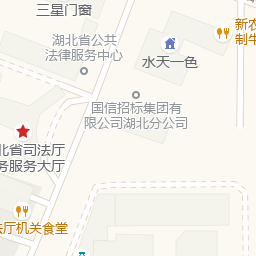 三星门窗
新农
制牛
湖北省公共
法律服务中心
水天一色
国信招标集团有
限公司湖北分公司
北省司法厅
务服务大厅
法厅机关食堂